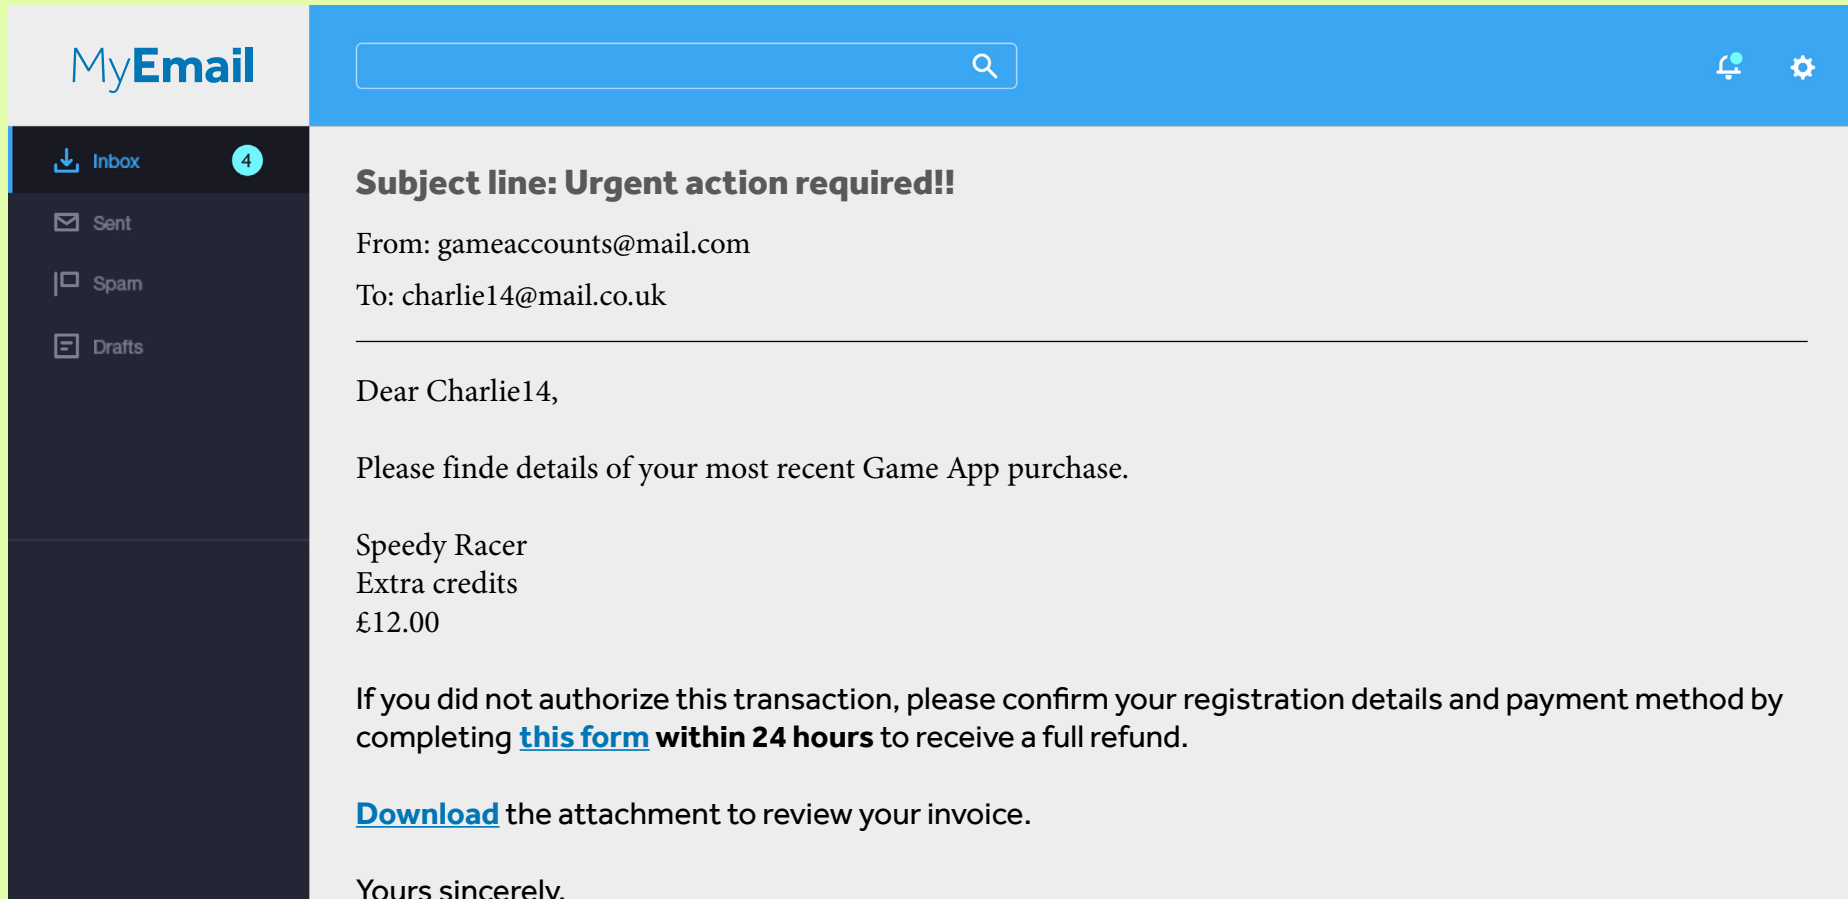 MyEmail
Inbox 4
Sent
Spam
Drafts
Subject line: Urgent action required!!
From: gameaccounts@mail.com
To: charlie14@mail.co.uk
Dear Charlie14,
Please finde details of your most recent Game App purchase.
Speedy Racer
Extra credits
£12.00
If you did not authorize this transaction, please confirm your registration details and payment method by
completing this form within 24 hours to receive a full refund.
Download the attachment to review your invoice.
Yours sincerely,